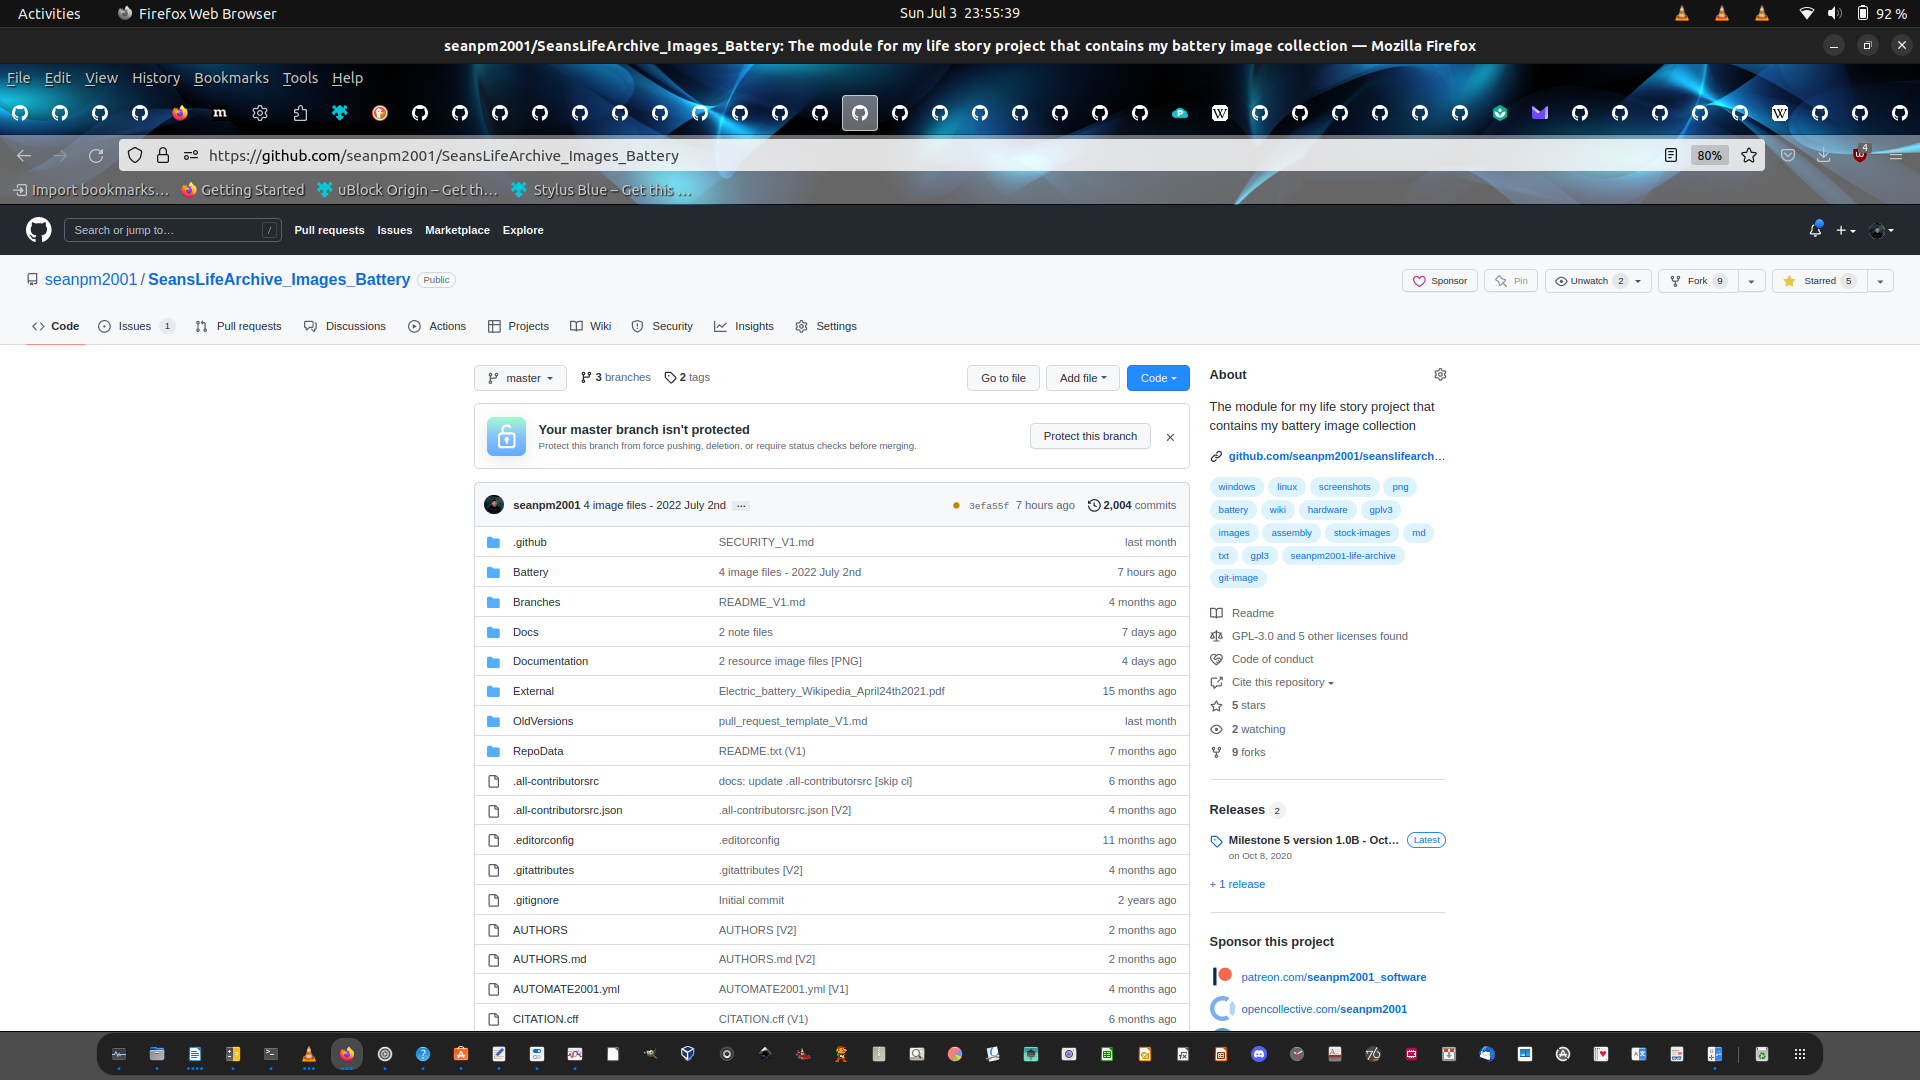 Activities
Firefox Web Browser
Sun Jul 3 23:55:39
92 %
seanpm2001/SeansLifeArchive_Images_Battery: The module for my life story project that contains my battery image collection — Mozilla Firefox
File Edit View History Bookmarks Tools Help
https://github.com/seanpm2001/SeansLifeArchive_Images_Battery
80%
4
Import bookmarks…
Getting Started
uBlock Origin – Get th…
Stylus Blue – Get this …
Search or jump to…
/
Pull requests Issues Marketplace Explore
seanpm2001 / SeansLifeArchive_Images_Battery
Public
Sponsor
Pin
Unwatch 2
Fork 9
Starred 5
Code
Issues 1
Pull requests
Discussions
Actions
Projects
Wiki
Security
Insights
Settings
master
3 branches
2 tags
Go to file
Add file
Code
Your master branch isn't protected
Protect this branch from force pushing, deletion, or require status checks before merging.
Protect this branch
seanpm2001 4 image files - 2022 July 2nd …
3efa55f 7 hours ago
2,004 commits
.github SECURITY_V1.md last month
Battery 4 image files - 2022 July 2nd 7 hours ago
Branches README_V1.md 4 months ago
Docs 2 note files 7 days ago
Documentation 2 resource image files [PNG] 4 days ago
External Electric_battery_Wikipedia_April24th2021.pdf 15 months ago
OldVersions pull_request_template_V1.md last month
RepoData README.txt (V1) 7 months ago
.all-contributorsrc docs: update .all-contributorsrc [skip ci] 6 months ago
.all-contributorsrc.json .all-contributorsrc.json [V2] 4 months ago
.editorconfig .editorconfig 11 months ago
.gitattributes .gitattributes [V2] 4 months ago
.gitignore Initial commit 2 years ago
AUTHORS AUTHORS [V2] 2 months ago
AUTHORS.md AUTHORS.md [V2] 2 months ago
AUTOMATE2001.yml AUTOMATE2001.yml [V1] 4 months ago
CITATION.cff CITATION.cff (V1) 6 months ago
About
The module for my life story project that
contains my battery image collection
github.com/seanpm2001/seanslifearch…
windows linux screenshots png
battery wiki hardware gplv3
images assembly stock-images md
txt gpl3 seanpm2001-life-archive
git-image
Readme
GPL-3.0 and 5 other licenses found
Code of conduct
Cite this repository
5 stars
2 watching
9 forks
Releases 2
Milestone 5 version 1.0B - Oct… Latest
on Oct 8, 2020
+ 1 release
Sponsor this project
patreon.com/seanpm2001_software
opencollective.com/seanpm2001